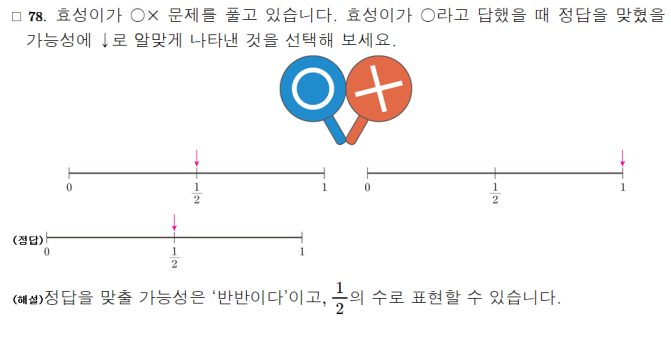 □ 78. 효성이가 ○× 문제를 풀고 있습니다. 효성이가 ○라고 답했을 때 정답을 맞혔을
가능성에 ↓로 알맞게 나타낸 것을 선택해 보세요.
0 1/2 1 0 1/2 1
(정답) 0 1/2 1
(해설)정답을 맞출 가능성은 ‘반반이다’이고, 1/2의 수로 표현할 수 있습니다.